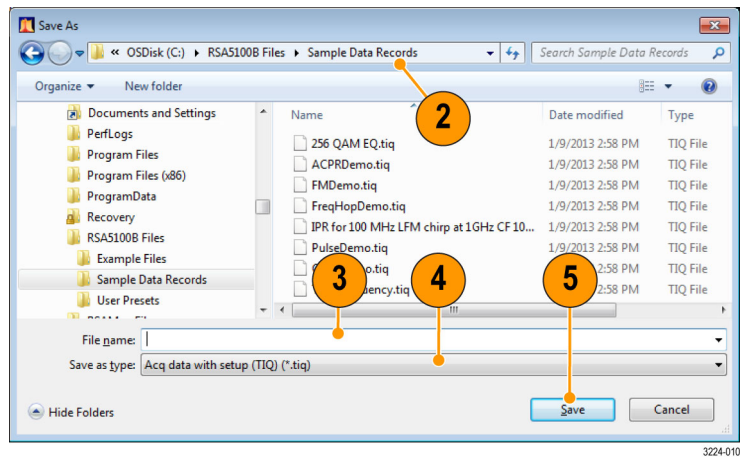 Save As
« OSDisk (C:) ▸ RSA5100B Files ▸ Sample Data Records
Search Sample Data Records
Organize
New folder
Documents and Settings
PerfLogs
Program Files
Program Files (x86)
ProgramData
Recovery
RSA5100B Files
Example Files
Sample Data Records
User Presets
Name
Date modified
Type
256 QAM EQ.tiq 1/9/2013 2:58 PM TIQ File
ACPRDemo.tiq 1/9/2013 2:58 PM TIQ File
FMDemo.tiq 1/9/2013 2:58 PM TIQ File
FreqHopDemo.tiq 1/9/2013 2:58 PM TIQ File
IPR for 100 MHz LFM chirp at 1GHz CF 10... 1/9/2013 2:58 PM TIQ File
PulseDemo.tiq 1/9/2013 2:58 PM TIQ File
2:58 PM TIQ File
2:58 PM TIQ File
2
3
4
5
File name:
Save as type: Acq data with setup (TIQ) (*.tiq)
Hide Folders
Save
Cancel
3224-010